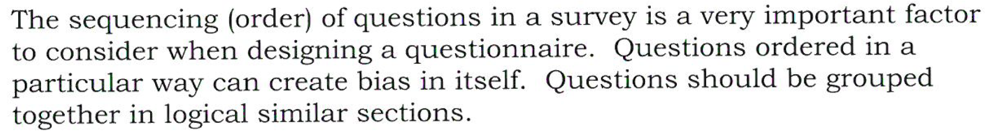 The sequencing (order) of questions in a survey is a very important factor
to consider when designing a questionnaire. Questions ordered in a
particular way can create bias in itself. Questions should be grouped
together in logical similar sections.